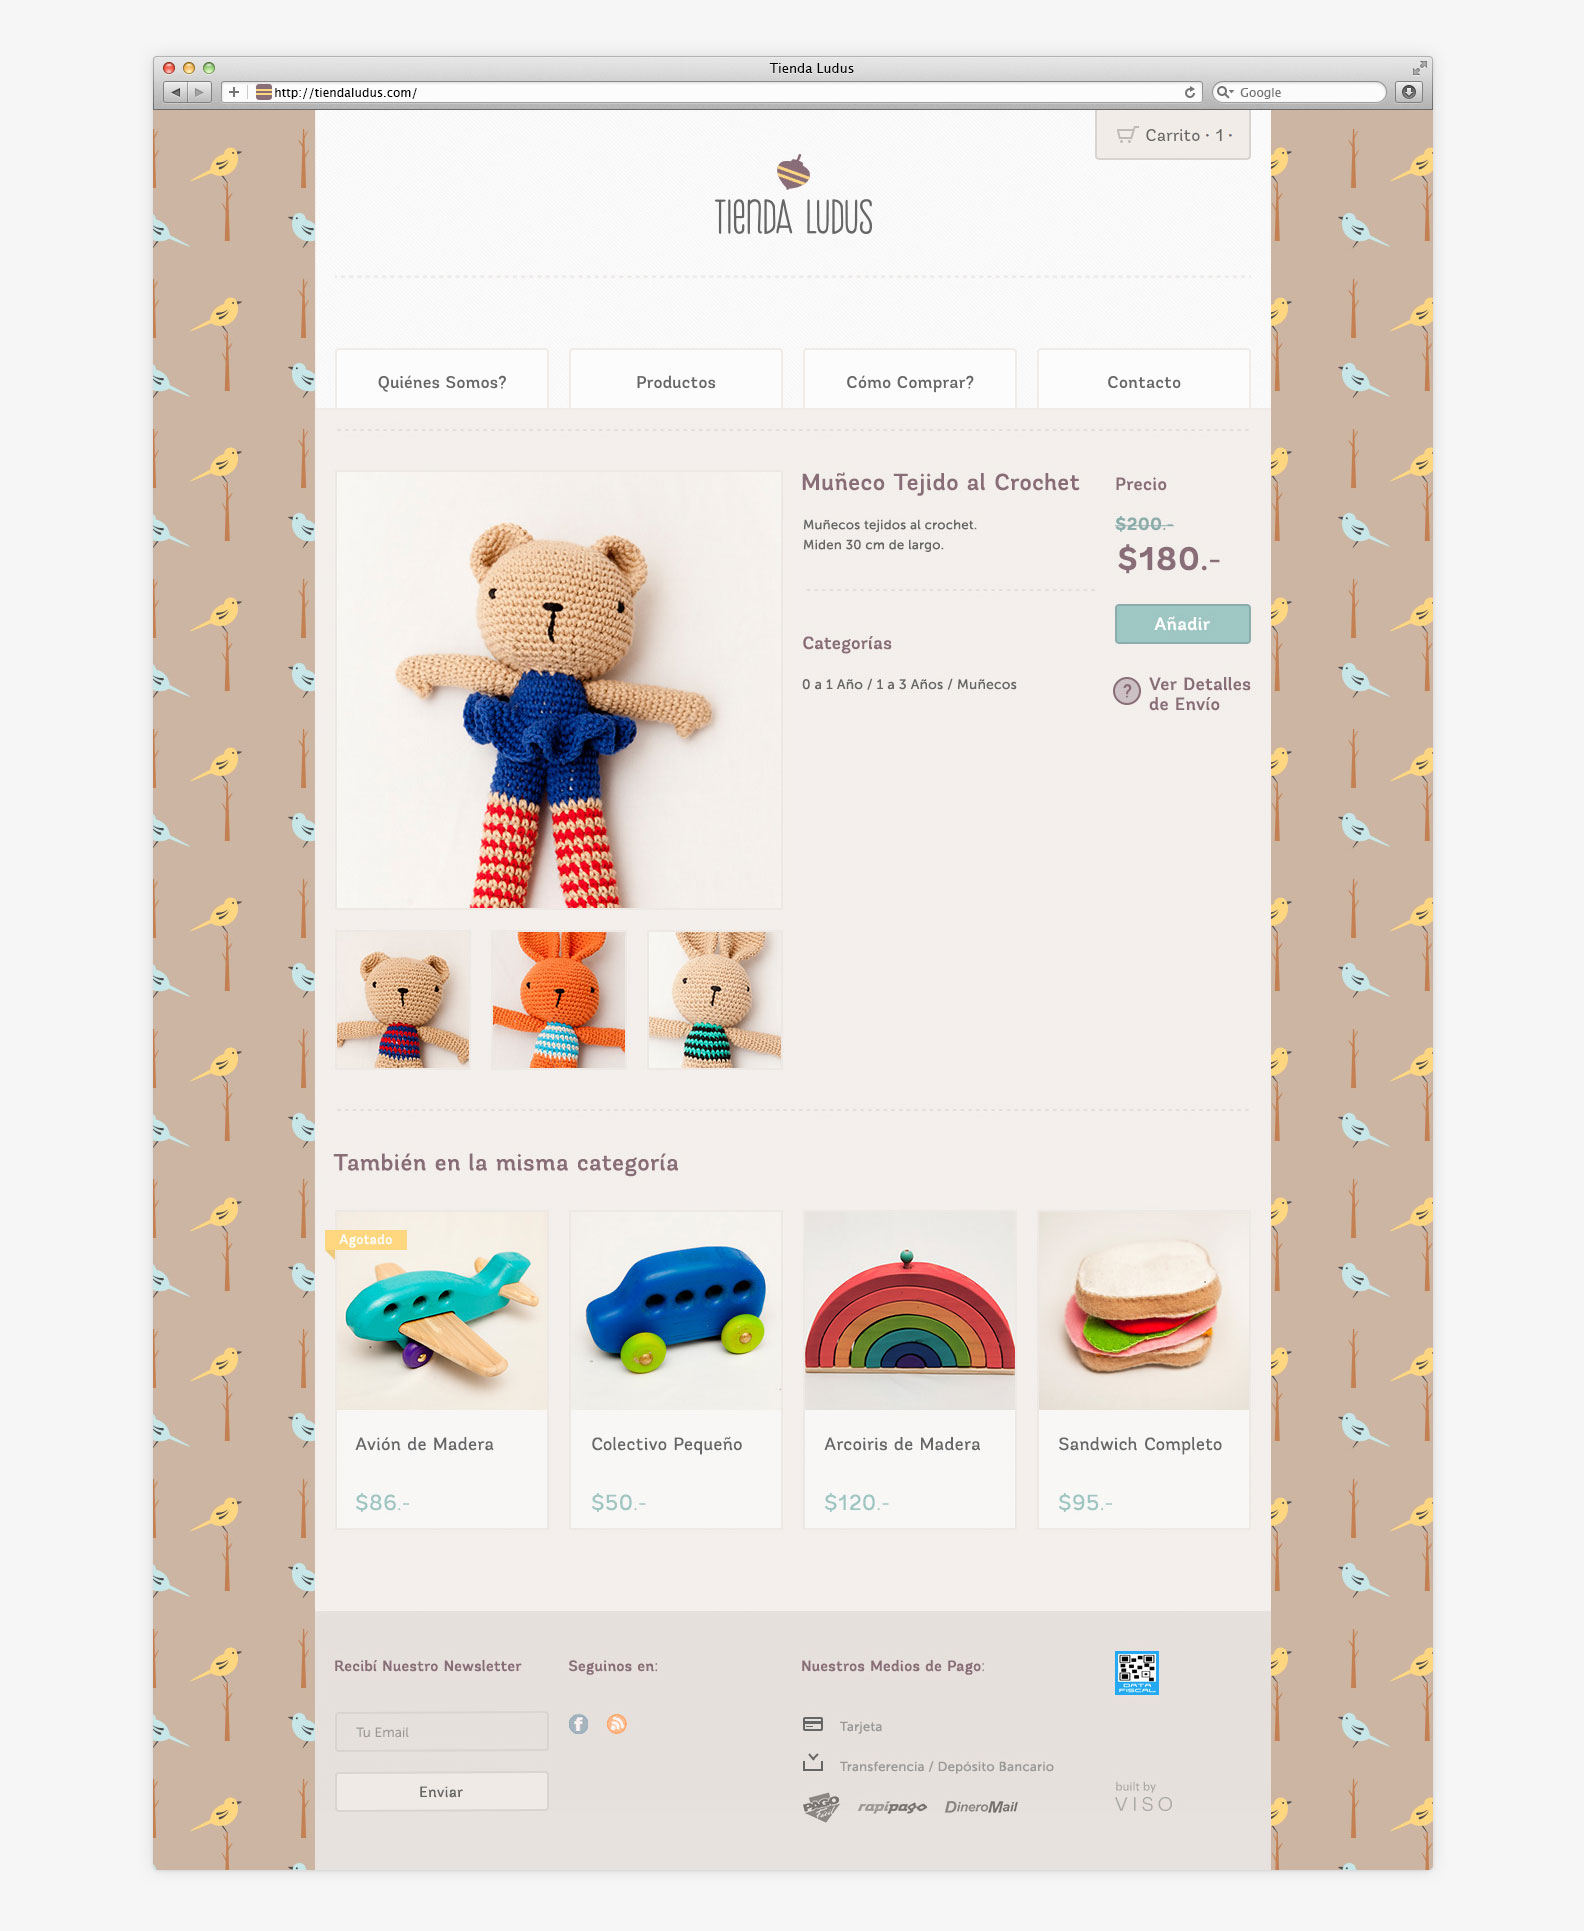 Tienda Ludus
http://tiendaludus.com/
Google
Carrito · 1 ·
TIENDA LUDUS
Quiénes Somos?
Productos
Cómo Comprar?
Contacto
Muñeco Tejido al Crochet
Muñecos tejidos al crochet.
Miden 30 cm de largo.
Categorías
0 a 1 Año / 1 a 3 Años / Muñecos
Precio
$200.-
$180.-
Añadir
?
Ver Detalles
de Envío
También en la misma categoría
Agotado
Avión de Madera
$86.-
Colectivo Pequeño
$50.-
Arcoiris de Madera
$120.-
Sandwich Completo
$95.-
Recibí Nuestro Newsletter
Tu Email
Enviar
Seguinos en:
f
Nuestros Medios de Pago:
Tarjeta
Transferencia / Depósito Bancario
PAGO
fácil
rapipago
DineroMail
DATA
FISCAL
built by
VISO